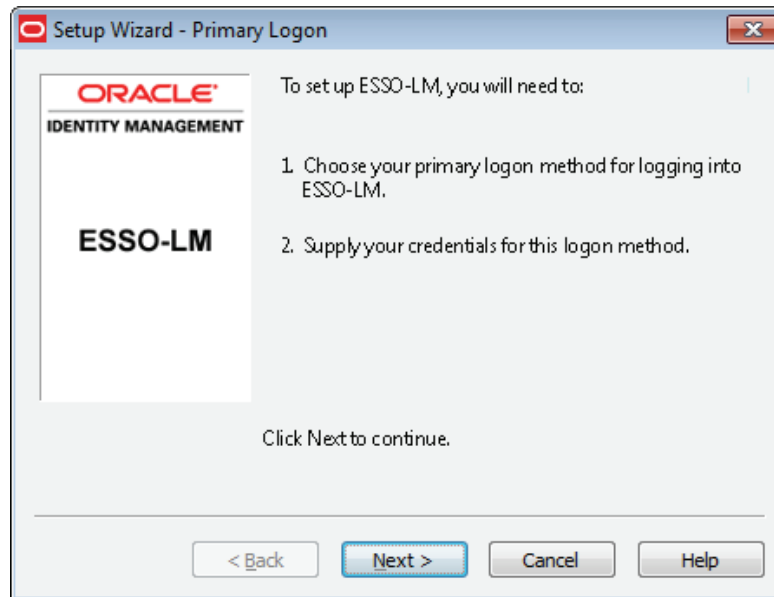 Setup Wizard - Primary Logon
ORACLE
IDENTITY MANAGEMENT
ESSO-LM
To set up ESSO-LM, you will need to:
1. Choose your primary logon method for logging into
ESSO-LM.
2. Supply your credentials for this logon method.
Click Next to continue.
< Back
Next >
Cancel
Help